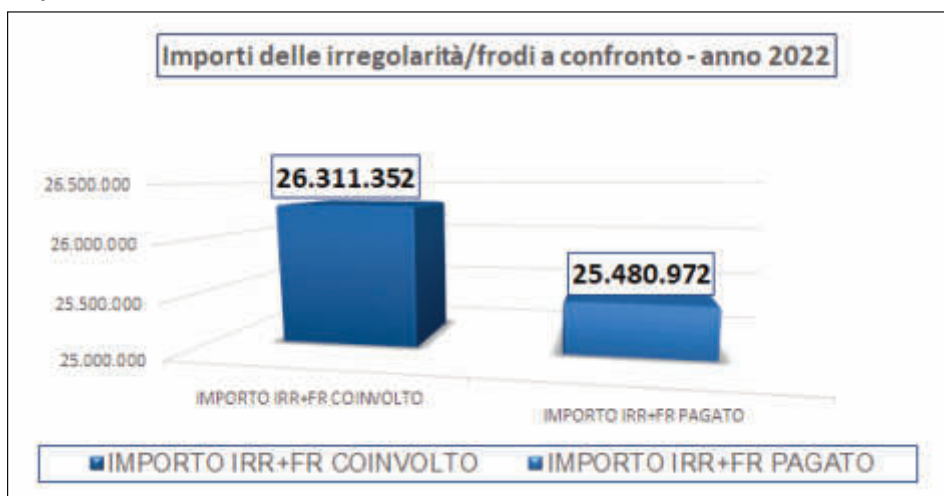 Importi delle irregolarità/frodi a confronto - anno 2022
26.500.000
26.000.000
25.500.000
25.000.000
26.311.352
25.480.972
IMPORTO IRR+FR COINVOLTO
IMPORTO IRR+FR PAGATO
IMPORTO IRR+FR COINVOLTO
IMPORTO IRR+FR PAGATO